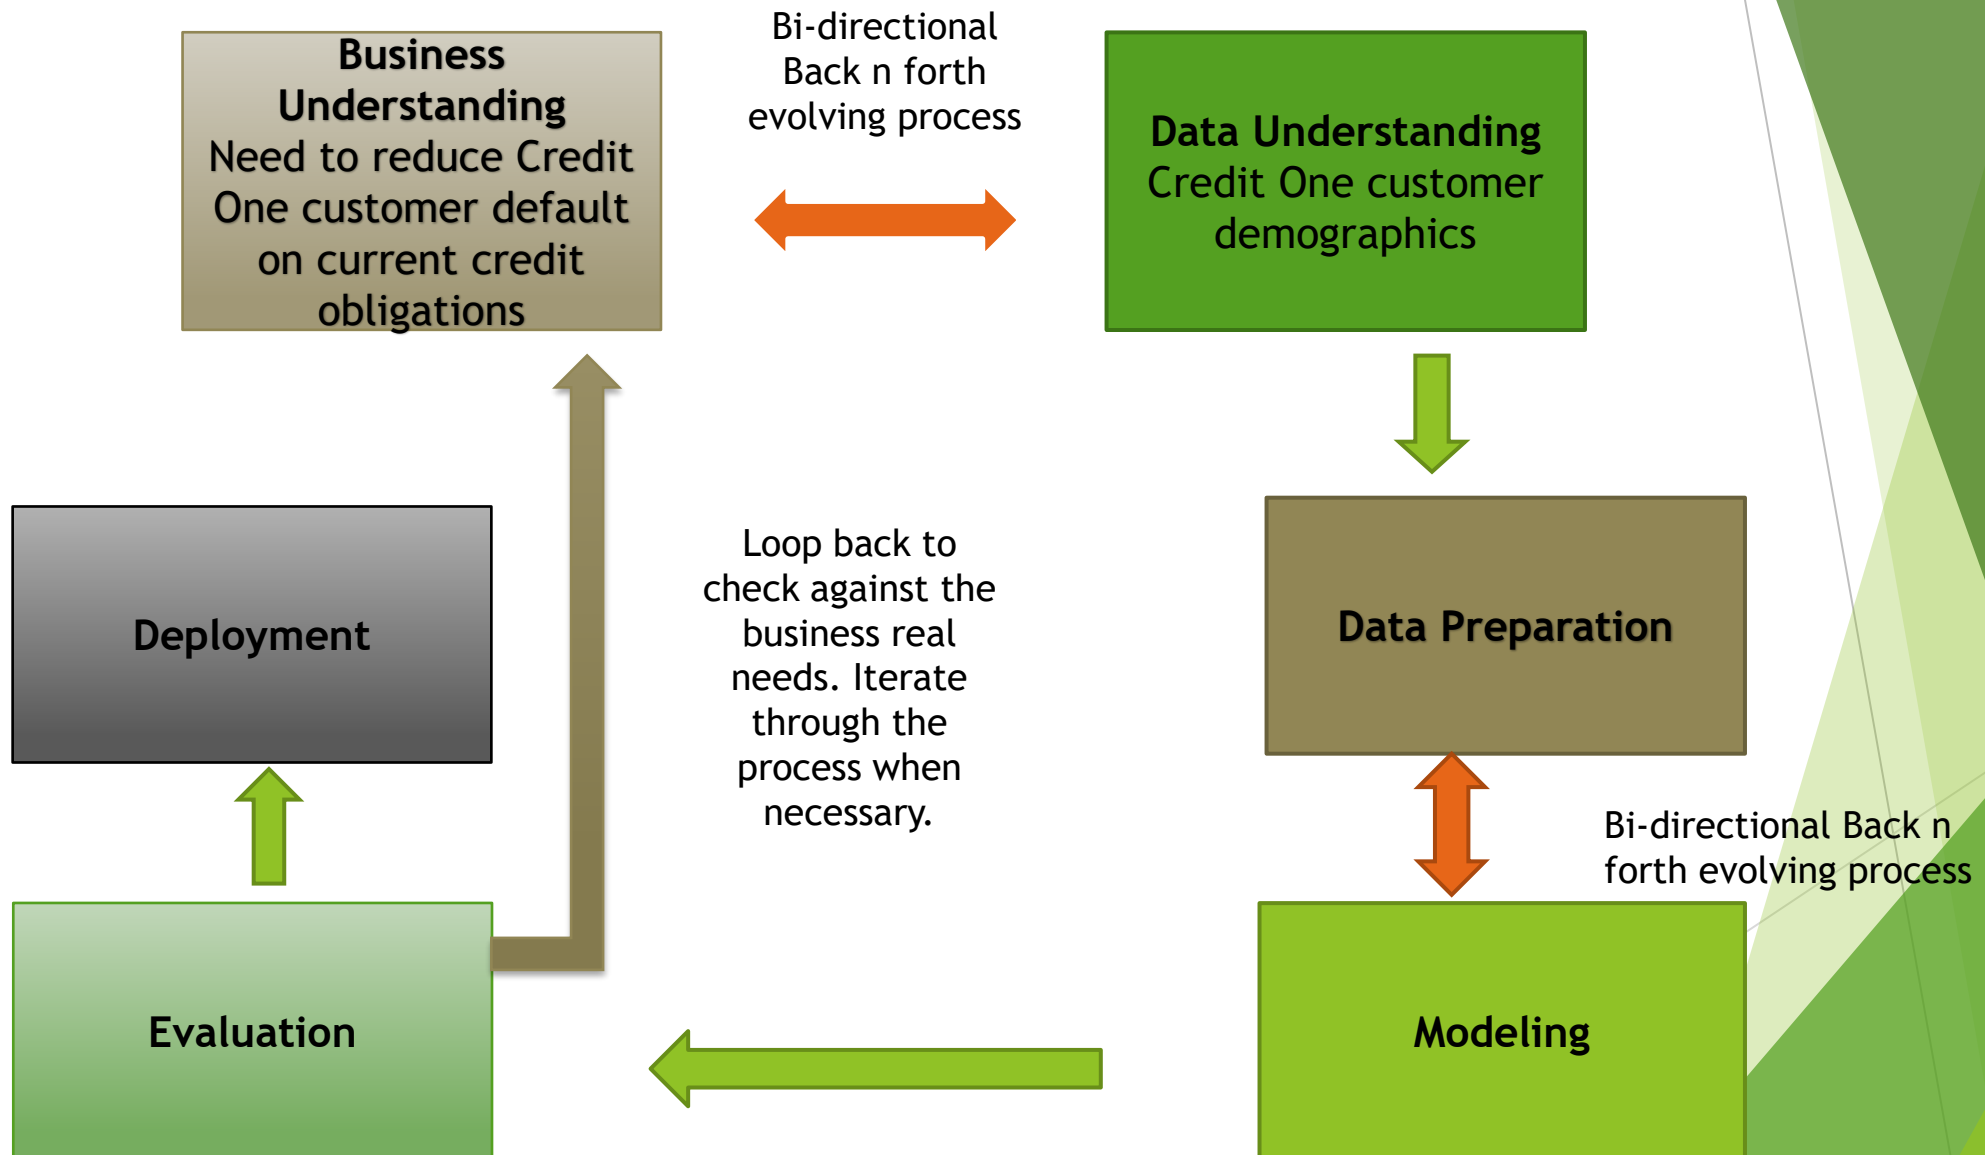 Business
Understanding
Need to reduce Credit
One customer default
on current credit
obligations
Bi-directional
Back n forth
evolving process
Data Understanding
Credit One customer
demographics
Deployment
Loop back to
check against the
business real
needs. Iterate
through the
process when
necessary.
Data Preparation
Bi-directional Back n
forth evolving process
Evaluation
Modeling